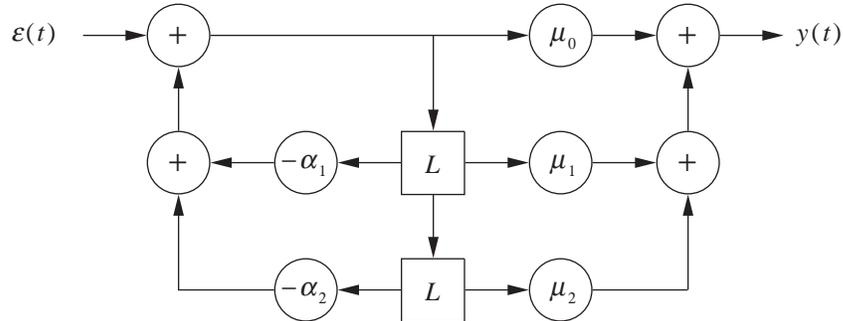 ε(t) + μ₀ + y(t)
+ −α₁ L μ₁ +
−α₂ L μ₂